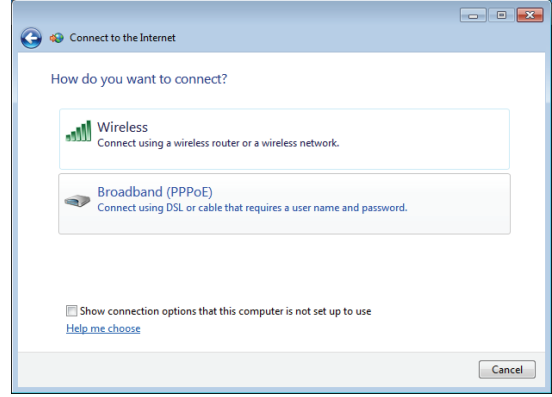 Connect to the Internet
How do you want to connect?
Wireless
Connect using a wireless router or a wireless network.
Broadband (PPPoE)
Connect using DSL or cable that requires a user name and password.
Show connection options that this computer is not set up to use
Help me choose
Cancel